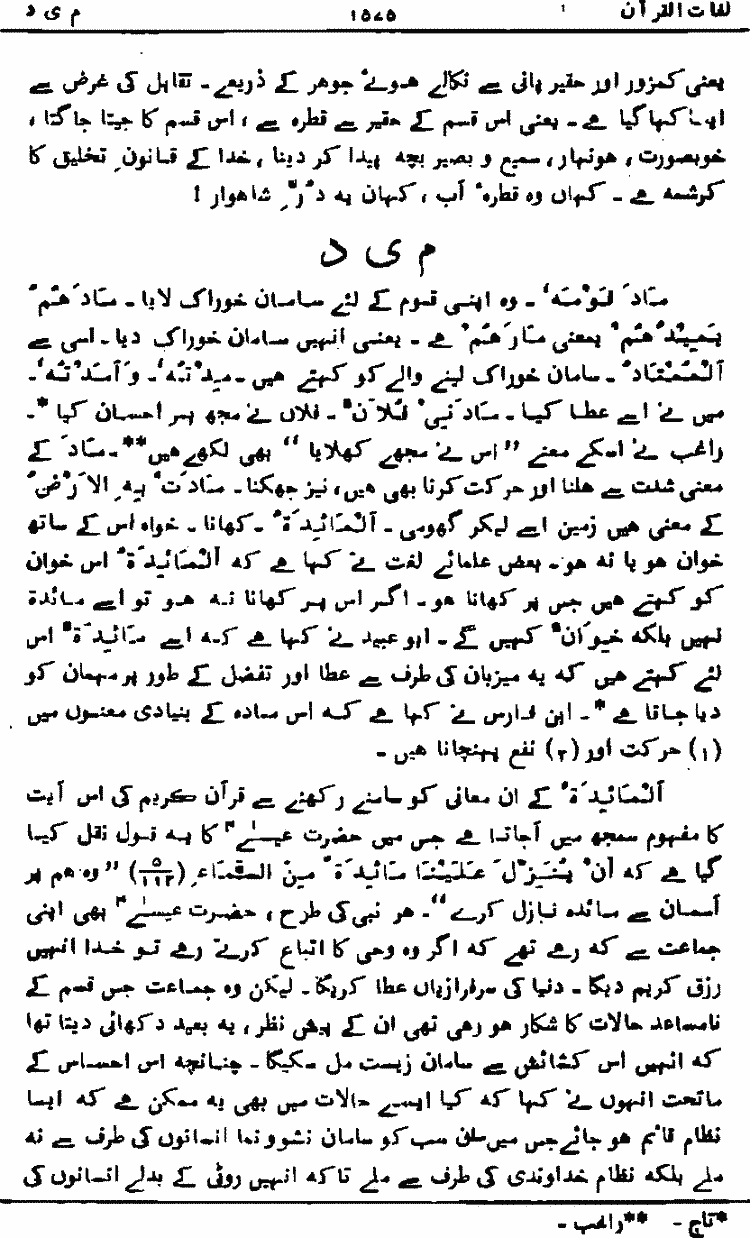 لغات القرآن ۱۵۷۵ م ی د
یعنی کمزور اور حقیر پانی سے نکالے ہوئے جوہر کے ذریعے۔ تقابل کی غرض سے
ایسا کہا گیا ہے۔ یعنی اس قسم کے حقیر سے قطرہ سے، اس قسم کا جیتا جاگتا،
خوبصورت، ہونہار، سمیع و بصیر بچہ پیدا کر دینا، خدا کے قانونِ تخلیق کا
کرشمہ ہے۔ کہاں وہ قطرہٴ آب، کہاں یہ دُرِّ شاہوار!
م ی د
مَادَ قَوْمَہٗ۔ وہ اپنی قوم کے لئے سامان خوراک لایا۔ مَادَھُمْ
یَمِیْدُھُمْ بمعنی مَارَھُمْ ہے۔ یعنی انہیں سامان خوراک دیا۔ اسی سے
اَلْمُمْتَادُ۔ سامان خوراک لینے والے کو کہتے ہیں۔ مِدْتُہٗ۔ وَ اَمَدْتُہٗ۔
میں نے اسے عطا کیا۔ مَادَنِیْ فُلَانٌ۔ فلاں نے مجھ پر احسان کیا*۔
راغب نے اسکے معنے ”اس نے مجھے کھلایا“ بھی لکھے ہیں**۔ مَادَ کے
معنی شدت سے ہلنا اور حرکت کرنا بھی ہیں، نیز جھکنا۔ مَادَتْ بِہِ الْاَرْضُ
کے معنی ہیں زمین اسے لیکر گھومی۔ اَلْمَائِدَۃُ۔ کھانا۔ خواہ اس کے ساتھ
خوان ہو یا نہ ہو۔ بعض علمائے لغت نے کہا ہے کہ اَلْمَائِدَۃُ اس خوان
کو کہتے ہیں جس پر کھانا ہو۔ اگر اس پر کھانا نہ ہو تو اسے مائدۃ
نہیں بلکہ خِوَانٌ کہیں گے۔ ابو عبید نے کہا ہے کہ اسے مَائِدَۃٌ اس
لئے کہتے ہیں کہ یہ میزبان کی طرف سے عطا اور تفضل کے طور پر مہمان کو
دیا جاتا ہے*۔ ابن فارس نے کہا ہے کہ اس مادہ کے بنیادی معنوں میں
(۱) حرکت اور (۲) نفع پہنچانا ہیں۔
اَلْمَائِدَۃُ کے ان معانی کو سامنے رکھنے سے قرآن کریم کی اس آیت
کا مفہوم سمجھ میں آجاتا ہے جس میں حضرت عیسٰیؑ کا یہ قول نقل کیا
گیا ہے کہ اَنْ یُنَزِّلَ عَلَیْنَا مَائِدَۃً مِنَ السَّمَاءِ (۵/۱۱۲) ”وہ ہم پر
آسمان سے مائدہ نازل کرے“۔ ہر نبی کی طرح، حضرت عیسٰیؑ بھی اپنی
جماعت سے کہ رہے تھے کہ اگر وہ وحی کا اتباع کرتے رہے تو خدا انہیں
رزق کریم دیگا۔ دنیا کی سرفرازیاں عطا کریگا۔ لیکن وہ جماعت جس قسم کے
نامساعد حالات کا شکار ہو رہی تھی ان کے پیش نظر، یہ بعید دکھائی دیتا تھا
کہ انہیں اس کشائش سے سامان زیست مل سکیگا۔ چنانچہ اس احساس کے
ماتحت انہوں نے کہا کہ کیا ایسے حالات میں بھی یہ ممکن ہے کہ ایسا
نظام قائم ہو جائے جس میں سب کو سامان نشو و نما انسانوں کی طرف سے نہ
ملے بلکہ نظام خداوندی کی طرف سے ملے تاکہ انہیں روٹی کے بدلے انسانوں کی
*تاج۔ **راغب۔